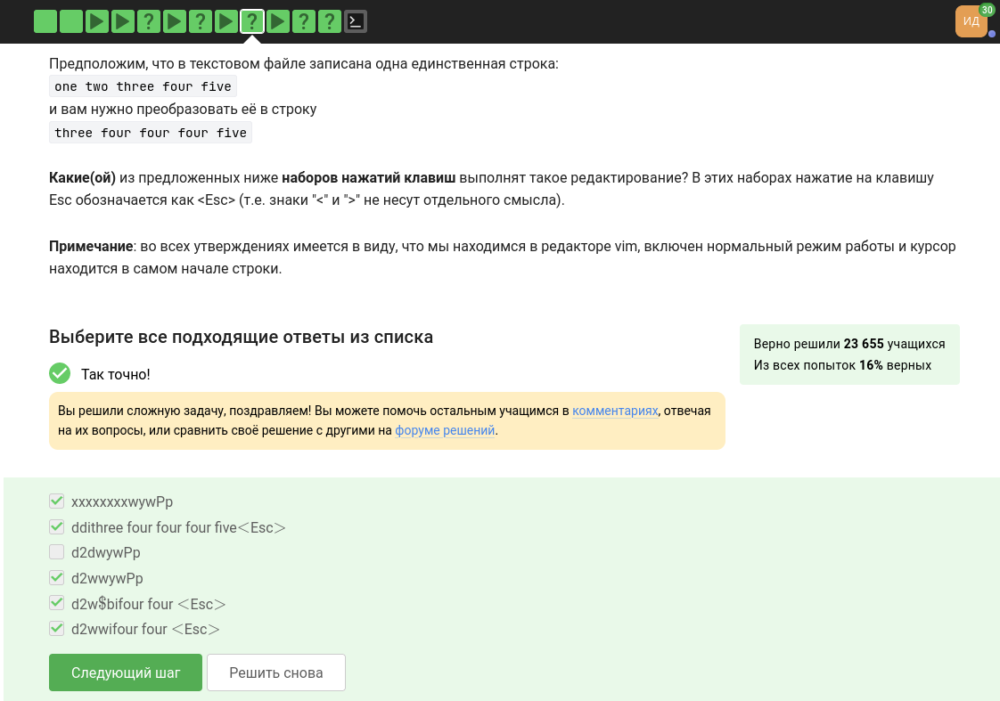 ? ? ? ? ?
ИД 30
Предположим, что в текстовом файле записана одна единственная строка:
one two three four five
и вам нужно преобразовать её в строку
three four four four five
Какие(ой) из предложенных ниже наборов нажатий клавиш выполнят такое редактирование? В этих наборах нажатие на клавишу
Esc обозначается как <Esc> (т.е. знаки "<" и ">" не несут отдельного смысла).
Примечание: во всех утверждениях имеется в виду, что мы находимся в редакторе vim, включен нормальный режим работы и курсор
находится в самом начале строки.
Выберите все подходящие ответы из списка
Верно решили 23 655 учащихся
Из всех попыток 16% верных
Так точно!
Вы решили сложную задачу, поздравляем! Вы можете помочь остальным учащимся в комментариях, отвечая
на их вопросы, или сравнить своё решение с другими на форуме решений.
xxxxxxxxwywPp
ddithree four four four five<Esc>
d2dwywPp
d2wwywPp
d2w$bifour four <Esc>
d2wwifour four <Esc>
Следующий шаг Решить снова